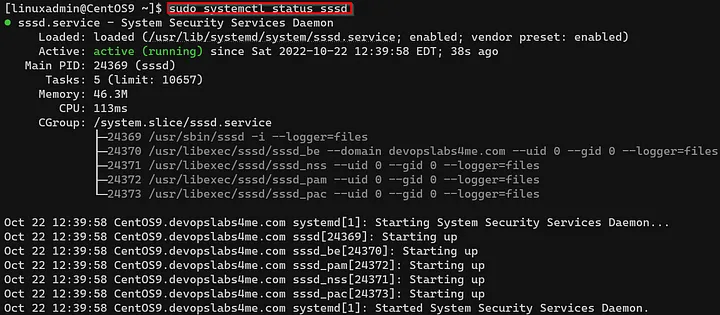 [linuxadmin@CentOS9 ~]$ sudo systemctl status sssd
● sssd.service - System Security Services Daemon
Loaded: loaded (/usr/lib/systemd/system/sssd.service; enabled; vendor preset: enabled)
Active: active (running) since Sat 2022-10-22 12:39:58 EDT; 38s ago
Main PID: 24369 (sssd)
Tasks: 5 (limit: 10657)
Memory: 46.3M
CPU: 113ms
CGroup: /system.slice/sssd.service
├─24369 /usr/sbin/sssd -i --logger=files
├─24370 /usr/libexec/sssd/sssd_be --domain devopslabs4me.com --uid 0 --gid 0 --logger=files
├─24371 /usr/libexec/sssd/sssd_nss --uid 0 --gid 0 --logger=files
├─24372 /usr/libexec/sssd/sssd_pam --uid 0 --gid 0 --logger=files
└─24373 /usr/libexec/sssd/sssd_pac --uid 0 --gid 0 --logger=files
Oct 22 12:39:58 CentOS9.devopslabs4me.com systemd[1]: Starting System Security Services Daemon...
Oct 22 12:39:58 CentOS9.devopslabs4me.com sssd[24369]: Starting up
Oct 22 12:39:58 CentOS9.devopslabs4me.com sssd_be[24370]: Starting up
Oct 22 12:39:58 CentOS9.devopslabs4me.com sssd_pam[24372]: Starting up
Oct 22 12:39:58 CentOS9.devopslabs4me.com sssd_nss[24371]: Starting up
Oct 22 12:39:58 CentOS9.devopslabs4me.com sssd_pac[24373]: Starting up
Oct 22 12:39:58 CentOS9.devopslabs4me.com systemd[1]: Started System Security Services Daemon.